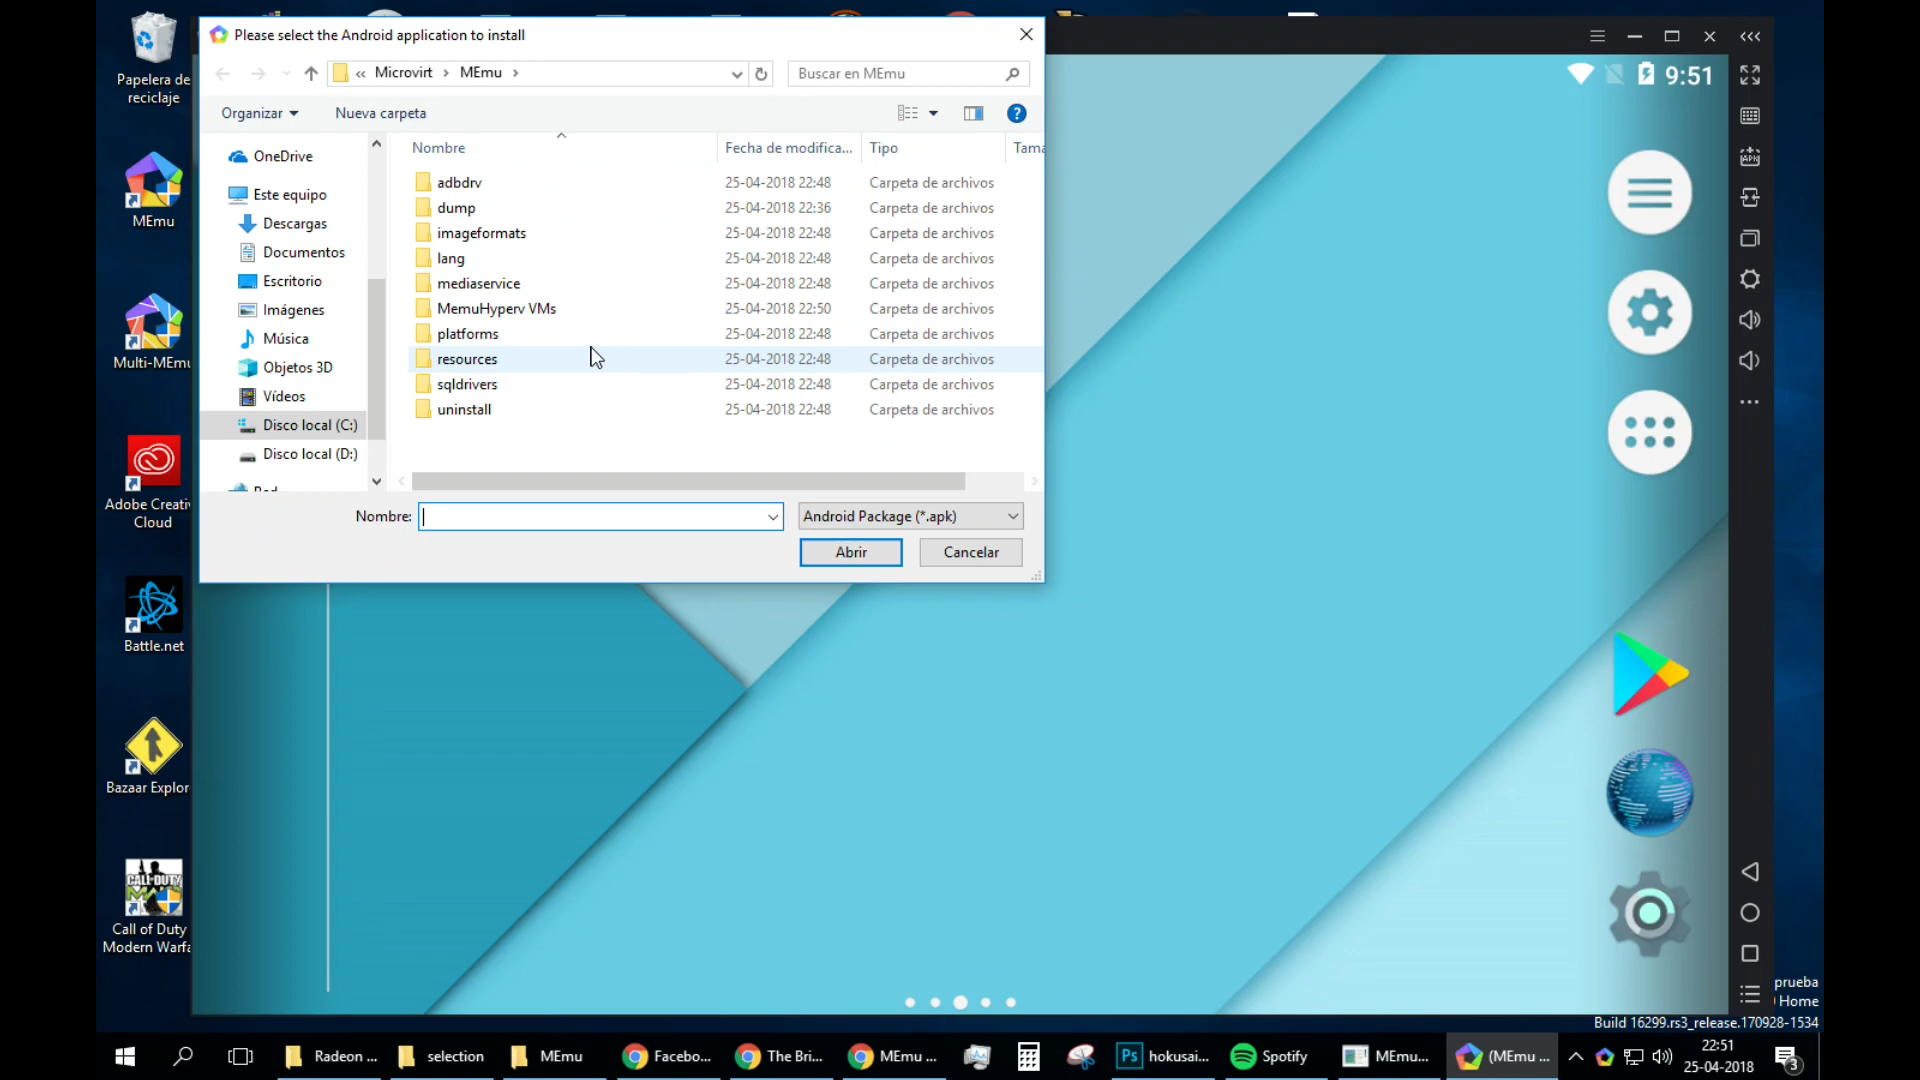 Papelera de
reciclaje
MEmu
Multi-MEmu
Adobe Creati
Cloud
Battle.net
Bazaar Explor
CALL OF DUTY
Call of Duty
Modern Warfa
Please select the Android application to install
« Microvirt > MEmu >
Buscar en MEmu
Organizar
Nueva carpeta
?
OneDrive
Este equipo
Descargas
Documentos
Escritorio
Imágenes
Música
Objetos 3D
Vídeos
Disco local (C:)
Disco local (D:)
Nombre Fecha de modifica... Tipo Tama
adbdrv 25-04-2018 22:48 Carpeta de archivos
dump 25-04-2018 22:36 Carpeta de archivos
imageformats 25-04-2018 22:48 Carpeta de archivos
lang 25-04-2018 22:48 Carpeta de archivos
mediaservice 25-04-2018 22:48 Carpeta de archivos
MemuHyperv VMs 25-04-2018 22:50 Carpeta de archivos
platforms 25-04-2018 22:48 Carpeta de archivos
resources 25-04-2018 22:48 Carpeta de archivos
sqldrivers 25-04-2018 22:48 Carpeta de archivos
uninstall 25-04-2018 22:48 Carpeta de archivos
Nombre:
Android Package (*.apk)
Abrir
Cancelar
9:51
APK
prueba
Home
Build 16299.rs3_release.170928-1534
Radeon ...
selection
MEmu
Facebo...
The Bri...
MEmu ...
Ps
hokusai...
Spotify
MEmu...
(MEmu ...
22:51
25-04-2018
3